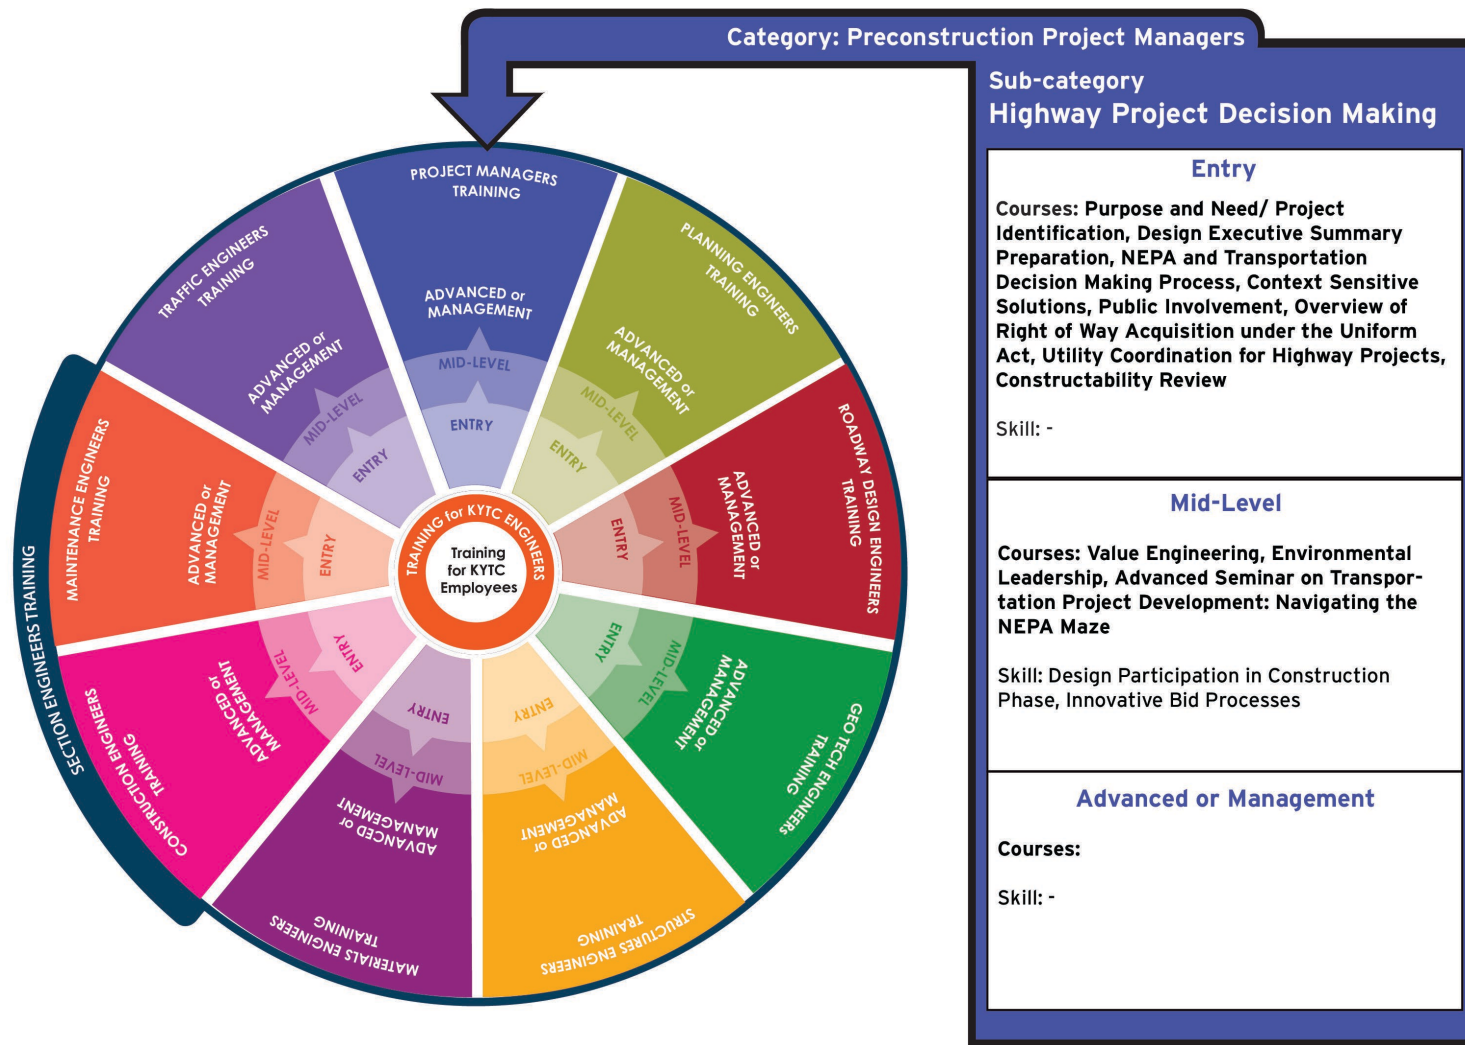 Category: Preconstruction Project Managers
Sub-category
Highway Project Decision Making
Entry
Courses: Purpose and Need/ Project
Identification, Design Executive Summary
Preparation, NEPA and Transportation
Decision Making Process, Context Sensitive
Solutions, Public Involvement, Overview of
Right of Way Acquisition under the Uniform
Act, Utility Coordination for Highway Projects,
Constructability Review
Skill: -
Mid-Level
Courses: Value Engineering, Environmental
Leadership, Advanced Seminar on Transpor-
tation Project Development: Navigating the
NEPA Maze
Skill: Design Participation in Construction
Phase, Innovative Bid Processes
Advanced or Management
Courses:
Skill: -
PROJECT MANAGERS
TRAINING
ADVANCED or
MANAGEMENT
MID-LEVEL
ENTRY
PLANNING ENGINEERS
TRAINING
ADVANCED or
MANAGEMENT
MID-LEVEL
ENTRY
ROADWAY DESIGN ENGINEERS
TRAINING
ADVANCED or
MANAGEMENT
MID-LEVEL
ENTRY
GEO TECH ENGINEERS
TRAINING
ADVANCED or
MANAGEMENT
MID-LEVEL
ENTRY
STRUCTURES ENGINEERS
TRAINING
ADVANCED or
MANAGEMENT
MID-LEVEL
ENTRY
MATERIALS ENGINEERS
TRAINING
ADVANCED or
MANAGEMENT
MID-LEVEL
ENTRY
CONSTRUCTION ENGINEERS
TRAINING
ADVANCED or
MANAGEMENT
MID-LEVEL
ENTRY
MAINTENANCE ENGINEERS
TRAINING
ADVANCED or
MANAGEMENT
MID-LEVEL
ENTRY
TRAFFIC ENGINEERS
TRAINING
ADVANCED or
MANAGEMENT
MID-LEVEL
ENTRY
SECTION ENGINEERS TRAINING
TRAINING for KYTC ENGINEERS
Training
for KYTC
Employees